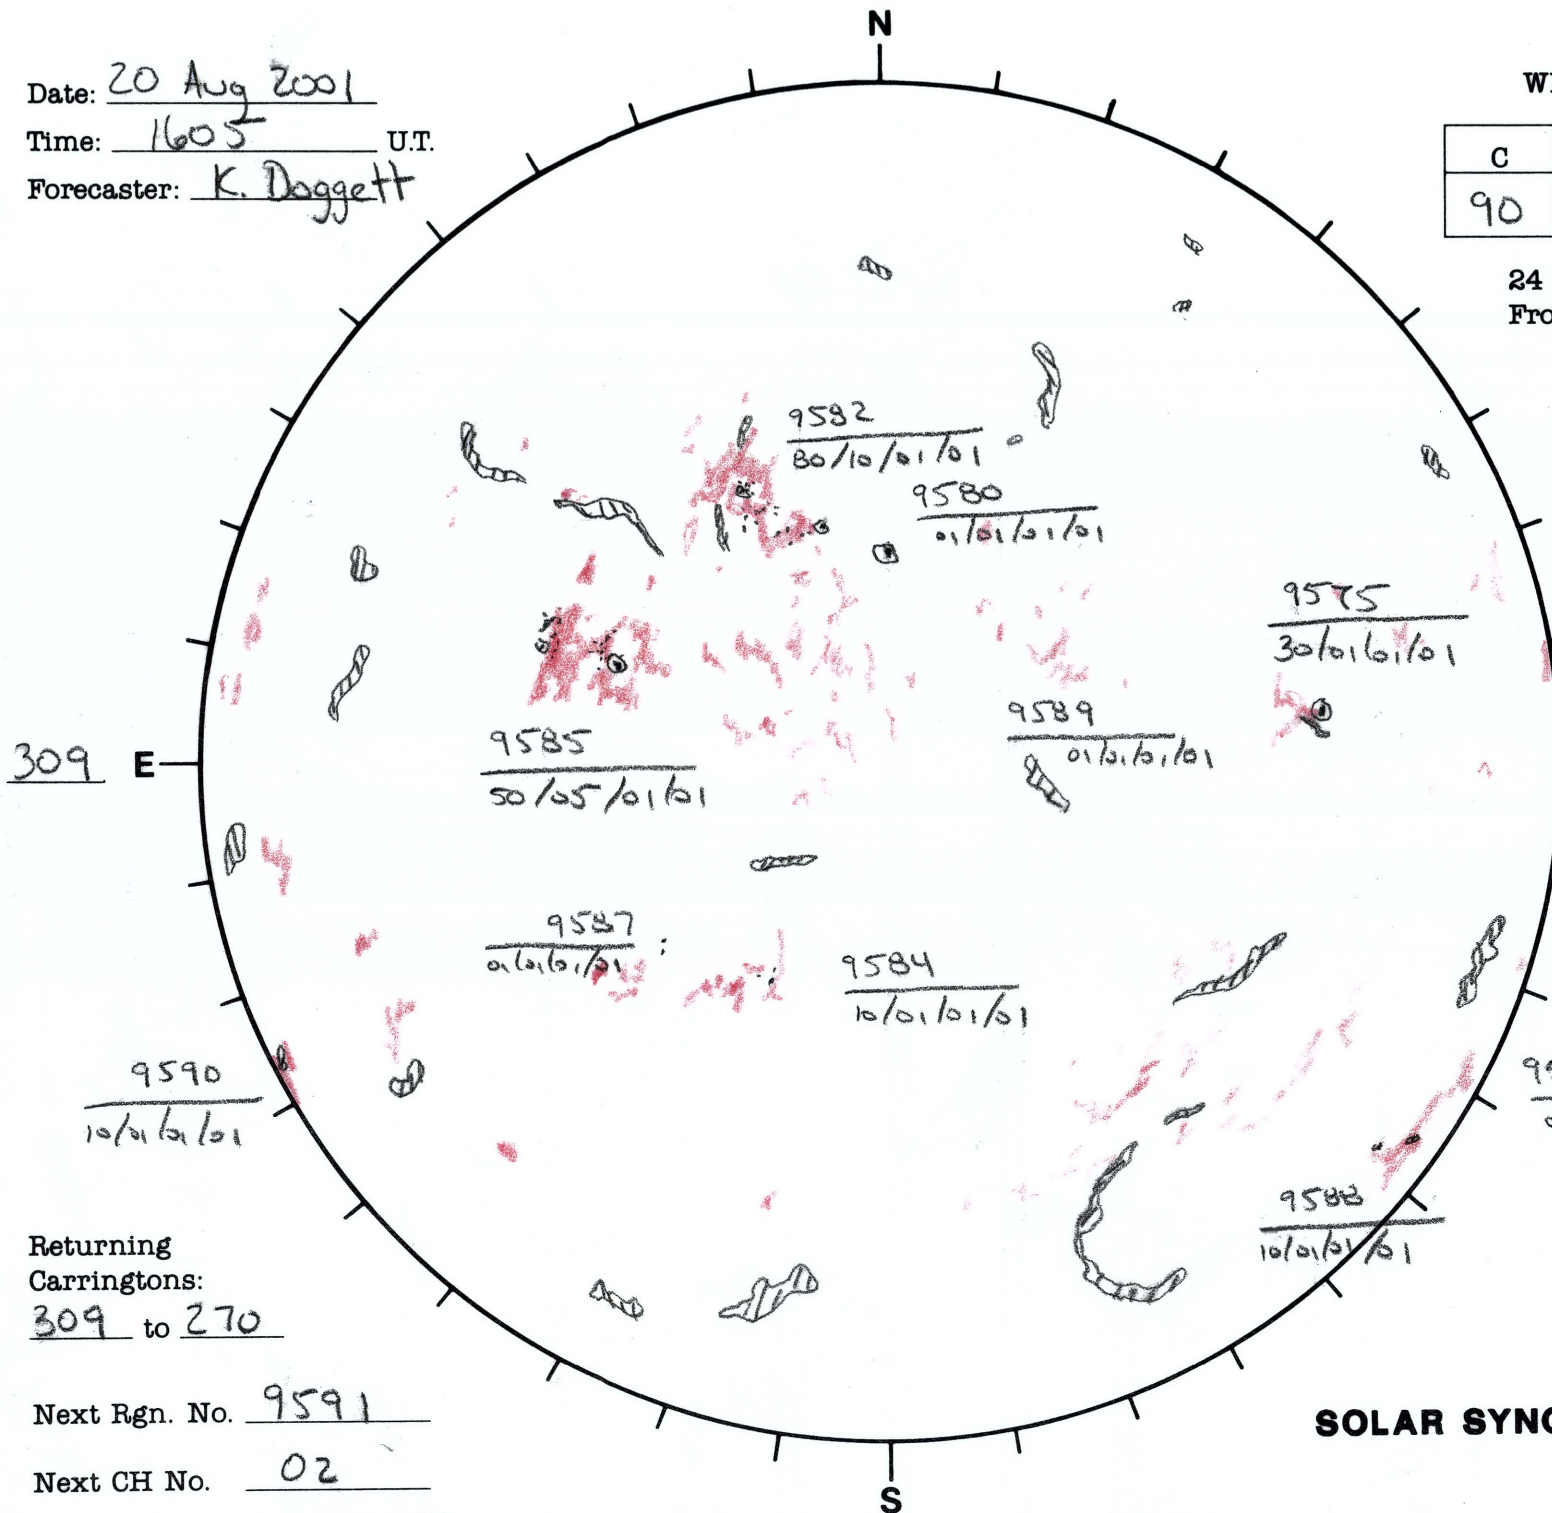 N
Date: 20 Aug 2001
Time: 1605 U.T.
Forecaster: K. Doggett
C
90
24
9582
80/10/01/01
9580
01/01/01/01
9575
30/01/01/01
9589
01/01/01/01
309 E
9585
50/05/01/01
9587
01/01/01/01
9584
10/01/01/01
9590
10/01/01/01
9588
10/01/01/01
Returning
Carringtons:
309 to 270
Next Rgn. No. 9591
Next CH No. 02
SOLAR
S